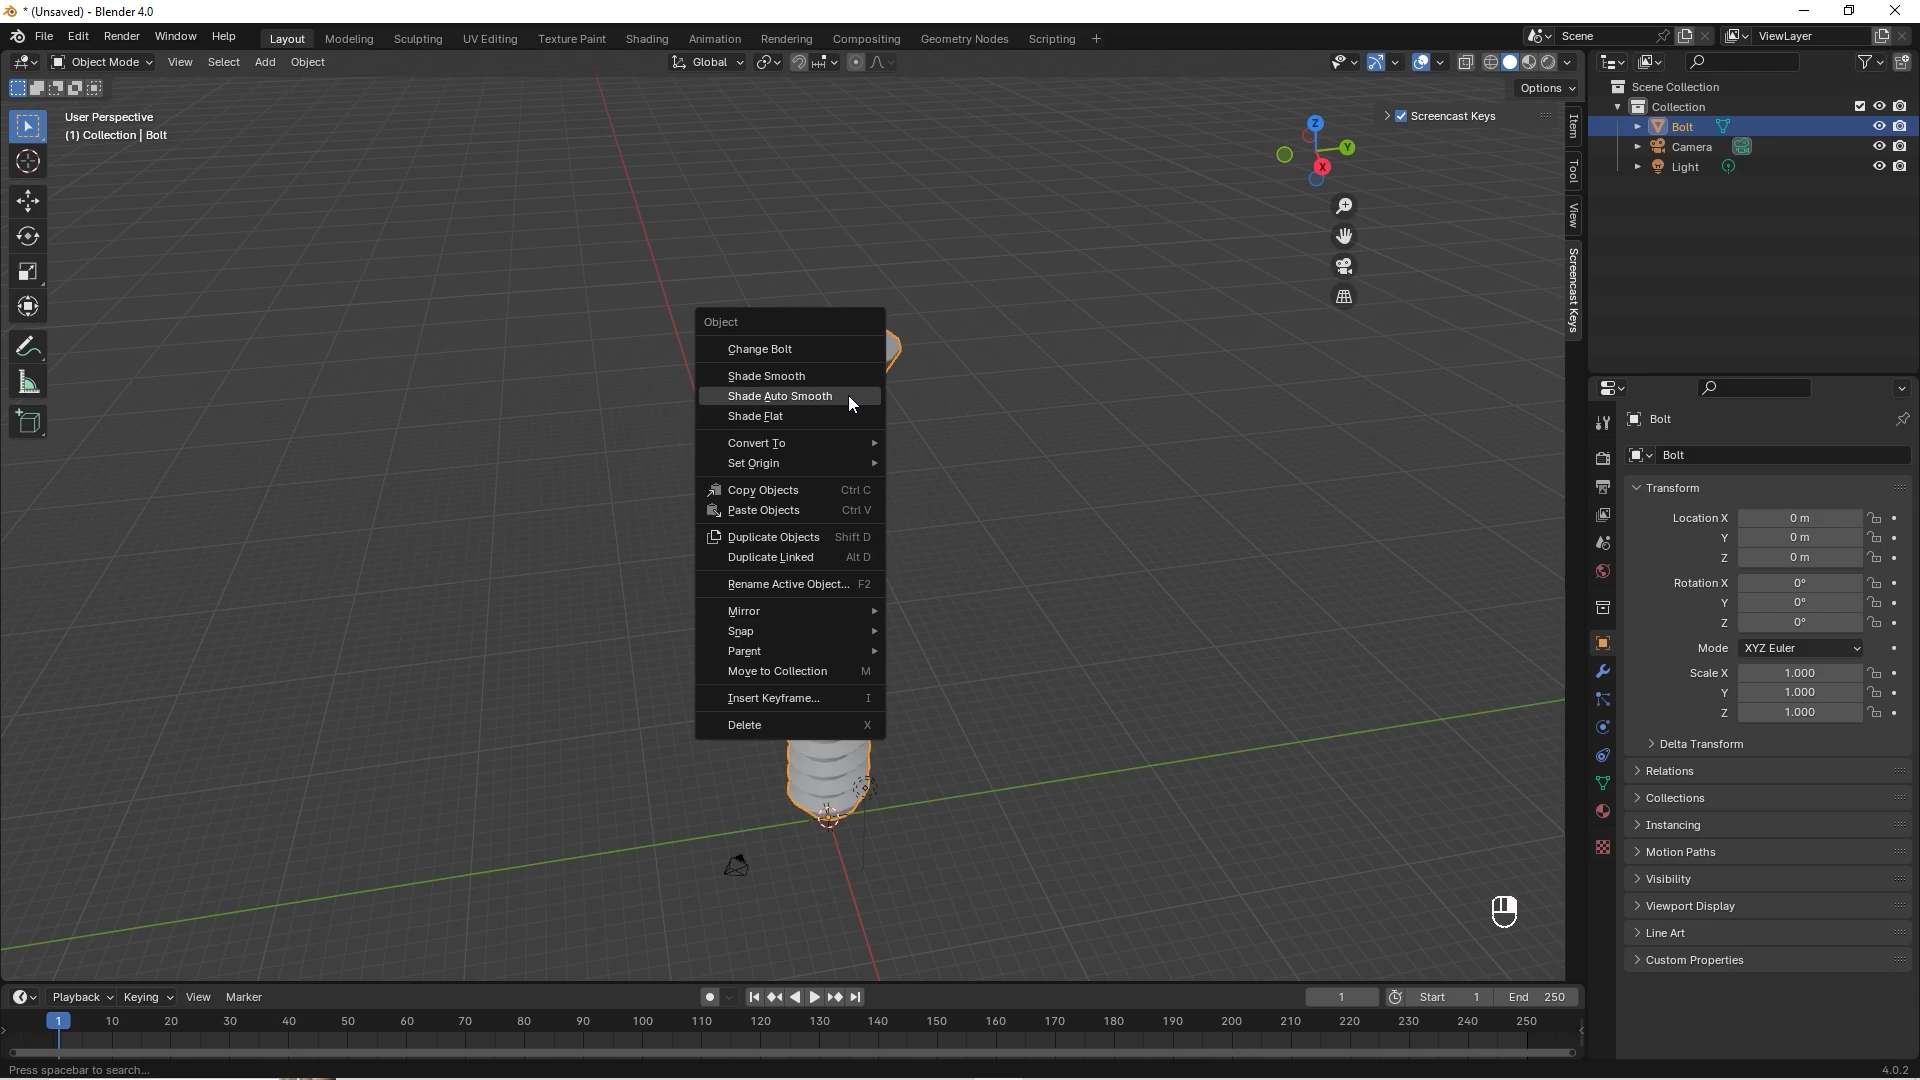 * (Unsaved) - Blender 4.0
File Edit Render Window Help
Layout Modeling Sculpting UV Editing Texture Paint Shading Animation Rendering Compositing Geometry Nodes Scripting +
Scene
ViewLayer
Object Mode View Select Add Object
Global
Options
User Perspective
(1) Collection | Bolt
Z
Y
X
Screencast Keys
Item
Tool
View
Screencast Keys
Object
Change Bolt
Shade Smooth
Shade Auto Smooth
Shade Flat
Convert To
Set Origin
Copy Objects Ctrl C
Paste Objects Ctrl V
Duplicate Objects Shift D
Duplicate Linked Alt D
Rename Active Object... F2
Mirror
Snap
Parent
Move to Collection M
Insert Keyframe... I
Delete X
Scene Collection
Collection
Bolt
Camera
Light
Bolt
Bolt
Transform
Location X 0 m
Y 0 m
Z 0 m
Rotation X 0°
Y 0°
Z 0°
Mode XYZ Euler
Scale X 1.000
Y 1.000
Z 1.000
Delta Transform
Relations
Collections
Instancing
Motion Paths
Visibility
Viewport Display
Line Art
Custom Properties
Playback Keying View Marker
1 Start 1 End 250
1 10 20 30 40 50 60 70 80 90 100 110 120 130 140 150 160 170 180 190 200 210 220 230 240 250
Press spacebar to search...
4.0.2